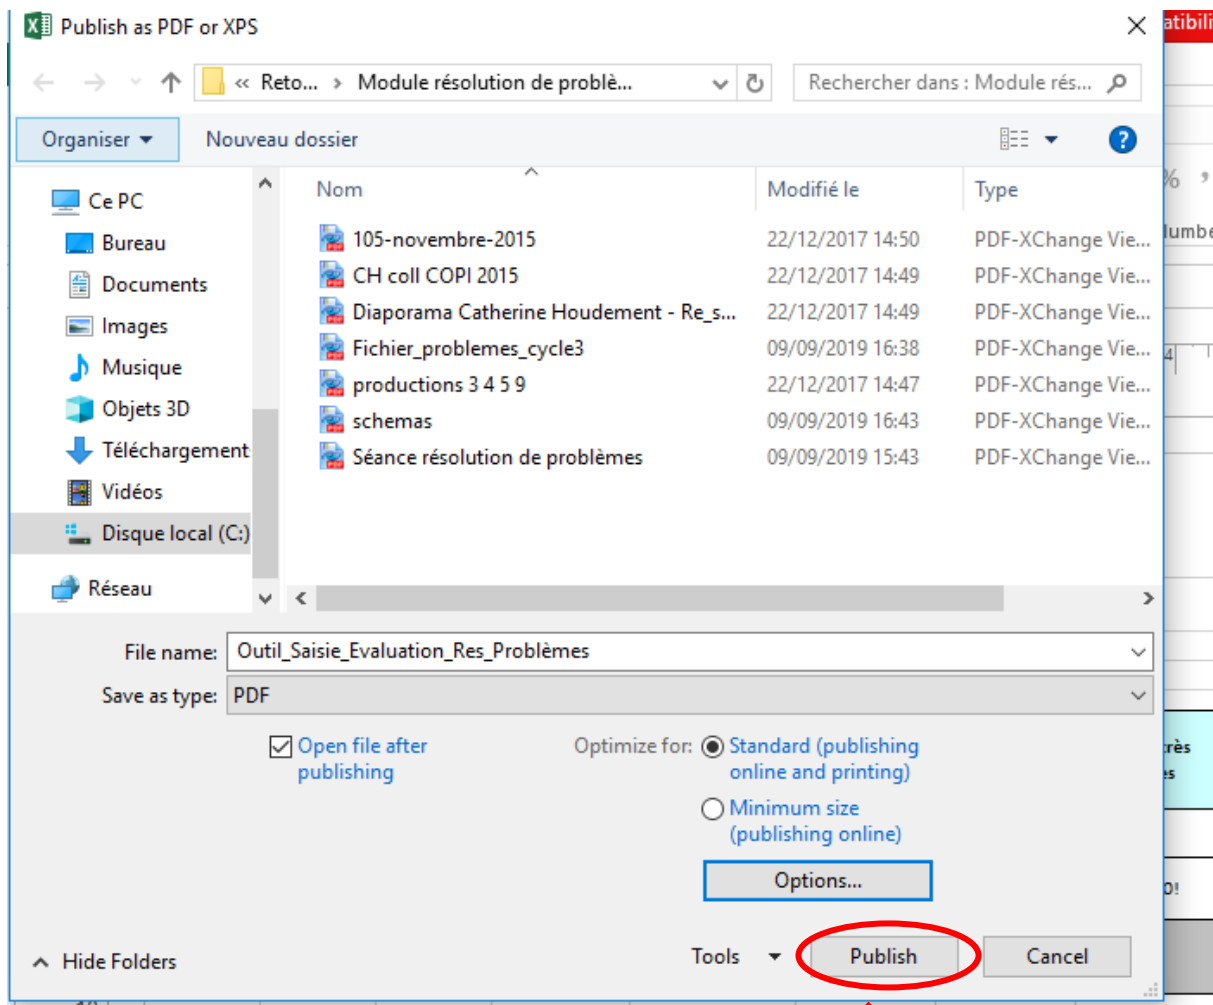 Publish as PDF or XPS
atibili
« Reto... › Module résolution de problè...
Rechercher dans : Module rés...
Organiser
Nouveau dossier
?
%
,
Nom
Modifié le
Type
Ce PC
Bureau
Documents
Images
Musique
Objets 3D
Téléchargement
Vidéos
Disque local (C:)
Réseau
105-novembre-2015 22/12/2017 14:50 PDF-XChange Vie...
CH coll COPI 2015 22/12/2017 14:49 PDF-XChange Vie...
Diaporama Catherine Houdement - Re_s... 22/12/2017 14:49 PDF-XChange Vie...
Fichier_problemes_cycle3 09/09/2019 16:38 PDF-XChange Vie...
productions 3 4 5 9 22/12/2017 14:47 PDF-XChange Vie...
schemas 09/09/2019 16:43 PDF-XChange Vie...
Séance résolution de problèmes 09/09/2019 15:43 PDF-XChange Vie...
lumbe
4
File name: Outil_Saisie_Evaluation_Res_Problèmes
Save as type: PDF
Open file after
publishing
Optimize for:
Standard (publishing
online and printing)
Minimum size
(publishing online)
Options...
très
es
0!
Hide Folders
Tools
Publish
Cancel